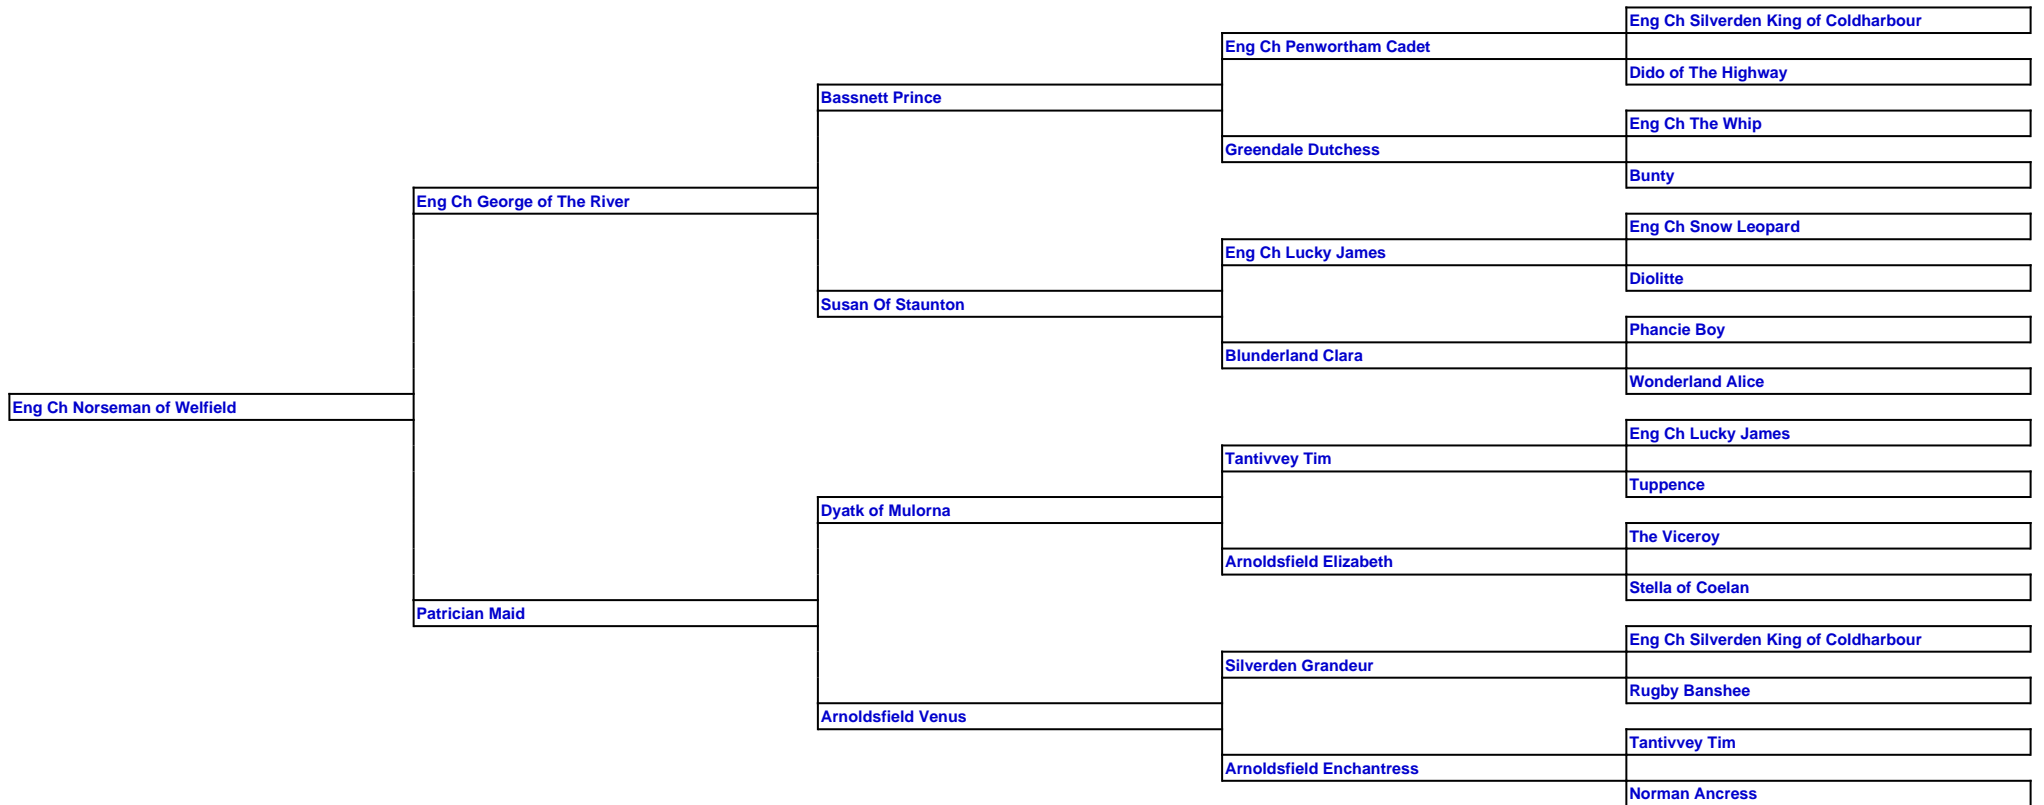 Eng Ch Silverden King of Coldharbour
Eng Ch Penwortham Cadet
Dido of The Highway
Bassnett Prince
Eng Ch The Whip
Greendale Dutchess
Bunty
Eng Ch George of The River
Eng Ch Snow Leopard
Eng Ch Lucky James
Diolitte
Susan Of Staunton
Phancie Boy
Blunderland Clara
Wonderland Alice
Eng Ch Norseman of Welfield
Eng Ch Lucky James
Tantivvey Tim
Tuppence
Dyatk of Mulorna
The Viceroy
Arnoldsfield Elizabeth
Stella of Coelan
Patrician Maid
Eng Ch Silverden King of Coldharbour
Silverden Grandeur
Rugby Banshee
Arnoldsfield Venus
Tantivvey Tim
Arnoldsfield Enchantress
Norman Ancress